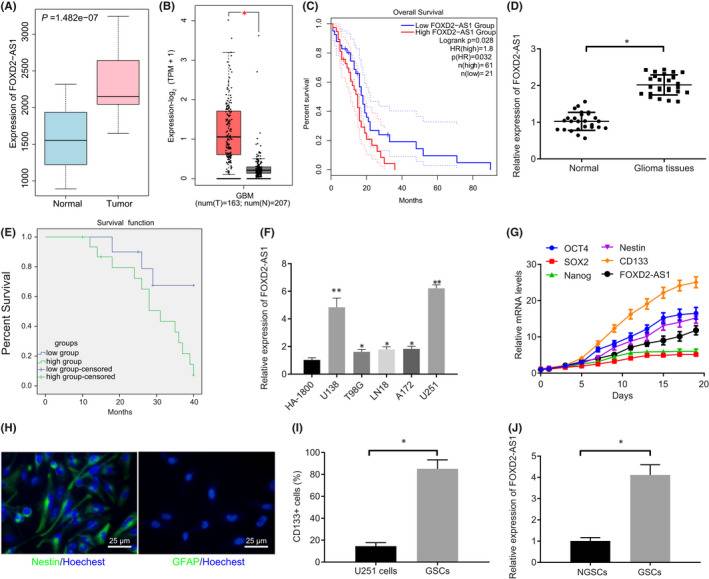 (A)
P =1.482e−07
Expression of FOXD2−AS1
3000
2500
2000
1500
1000
Normal
Tumor
(B)
Expression-log2 (TPM + 1)
4
3
2
1
0
*
GBM
(num(T)=163; num(N)=207)
(C)
Overall Survival
Low FOXD2−AS1 Group
High FOXD2−AS1 Group
Logrank p=0.028
HR(high)=1.8
p(HR)=0032
n(high)= 61
n(low)= 21
Percent survival
1.0
0.8
0.6
0.4
0.2
0.0
0 20 40 60 80
Months
(D)
Relative expression of FOXD2-AS1
4
3
2
1
0
*
Normal
Glioma tissues
(E)
Survival function
Percent Survival
1.0
0.8
0.6
0.4
0.2
0.0
groups
low group
high group
low group-censored
high group-censored
0 10 20 30 40
Months
(F)
Relative expression of FOXD2-AS1
8
6
4
2
0
**
*
*
*
**
HA-1800
U138
T98G
LN18
A172
U251
(G)
OCT4
SOX2
Nanog
Nestin
CD133
FOXD2-AS1
Relative mRNA levels
30
20
10
0
0 5 10 15 20
Days
(H)
25 μm
Nestin/Hoechest
25 μm
GFAP/Hoechest
(I)
CD133+ cells (%)
100
80
60
40
20
0
*
U251 cells
GSCs
(J)
Relative expression of FOXD2-AS1
5
4
3
2
1
0
*
NGSCs
GSCs